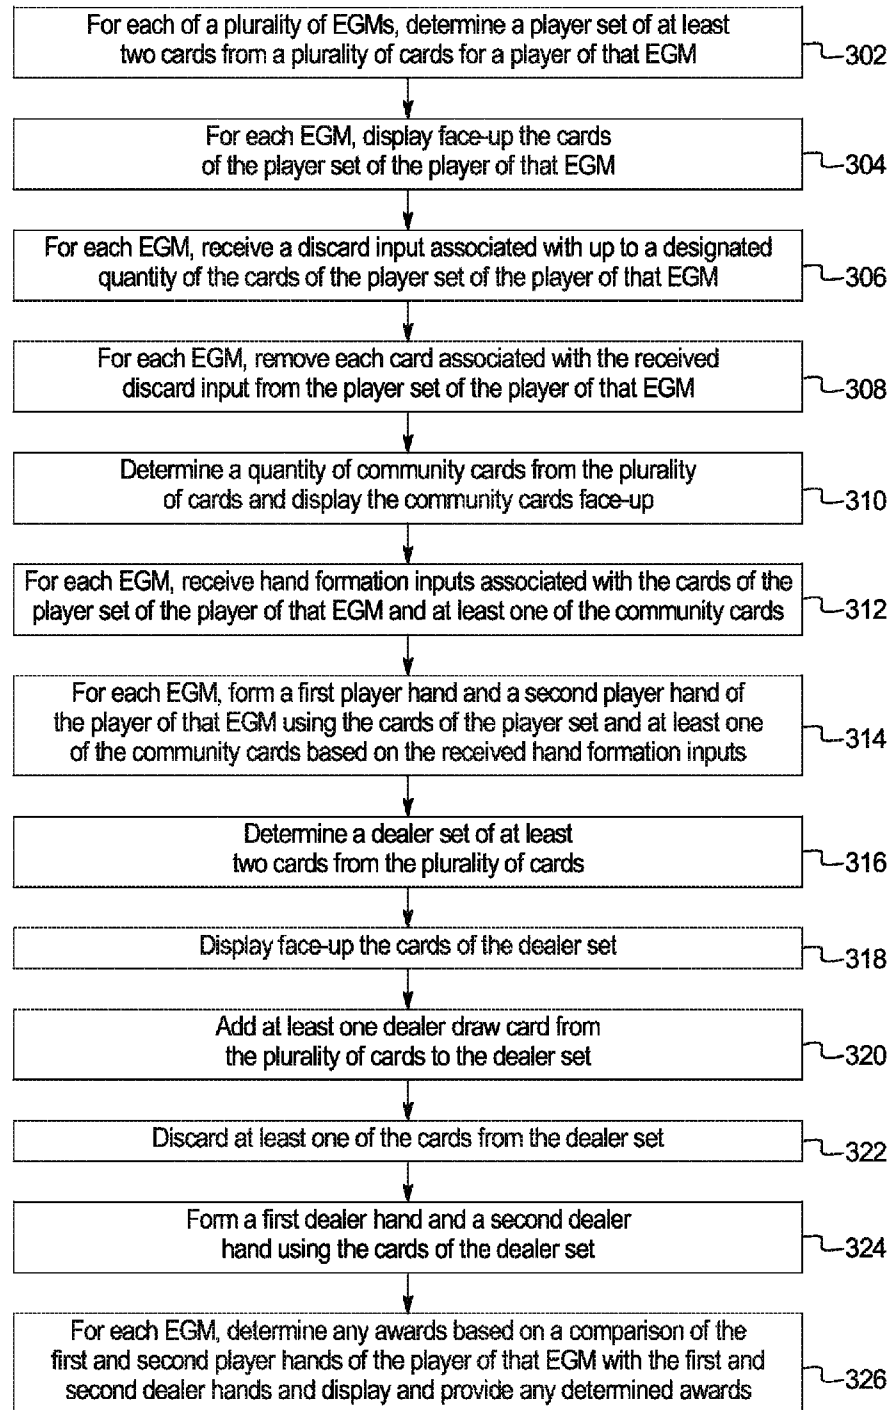 For each of a plurality of EGMs, determine a player set of at least
two cards from a plurality of cards for a player of that EGM
302
For each EGM, display face-up the cards
of the player set of the player of that EGM
304
For each EGM, receive a discard input associated with up to a designated
quantity of the cards of the player set of the player of that EGM
306
For each EGM, remove each card associated with the received
discard input from the player set of the player of that EGM
308
Determine a quantity of community cards from the plurality
of cards and display the community cards face-up
310
For each EGM, receive hand formation inputs associated with the cards of the
player set of the player of that EGM and at least one of the community cards
312
For each EGM, form a first player hand and a second player hand of
the player of that EGM using the cards of the player set and at least one
of the community cards based on the received hand formation inputs
314
Determine a dealer set of at least
two cards from the plurality of cards
316
Display face-up the cards of the dealer set
318
Add at least one dealer draw card from
the plurality of cards to the dealer set
320
Discard at least one of the cards from the dealer set
322
Form a first dealer hand and a second dealer
hand using the cards of the dealer set
324
For each EGM, determine any awards based on a comparison of the
first and second player hands of the player of that EGM with the first and
second dealer hands and display and provide any determined awards
326